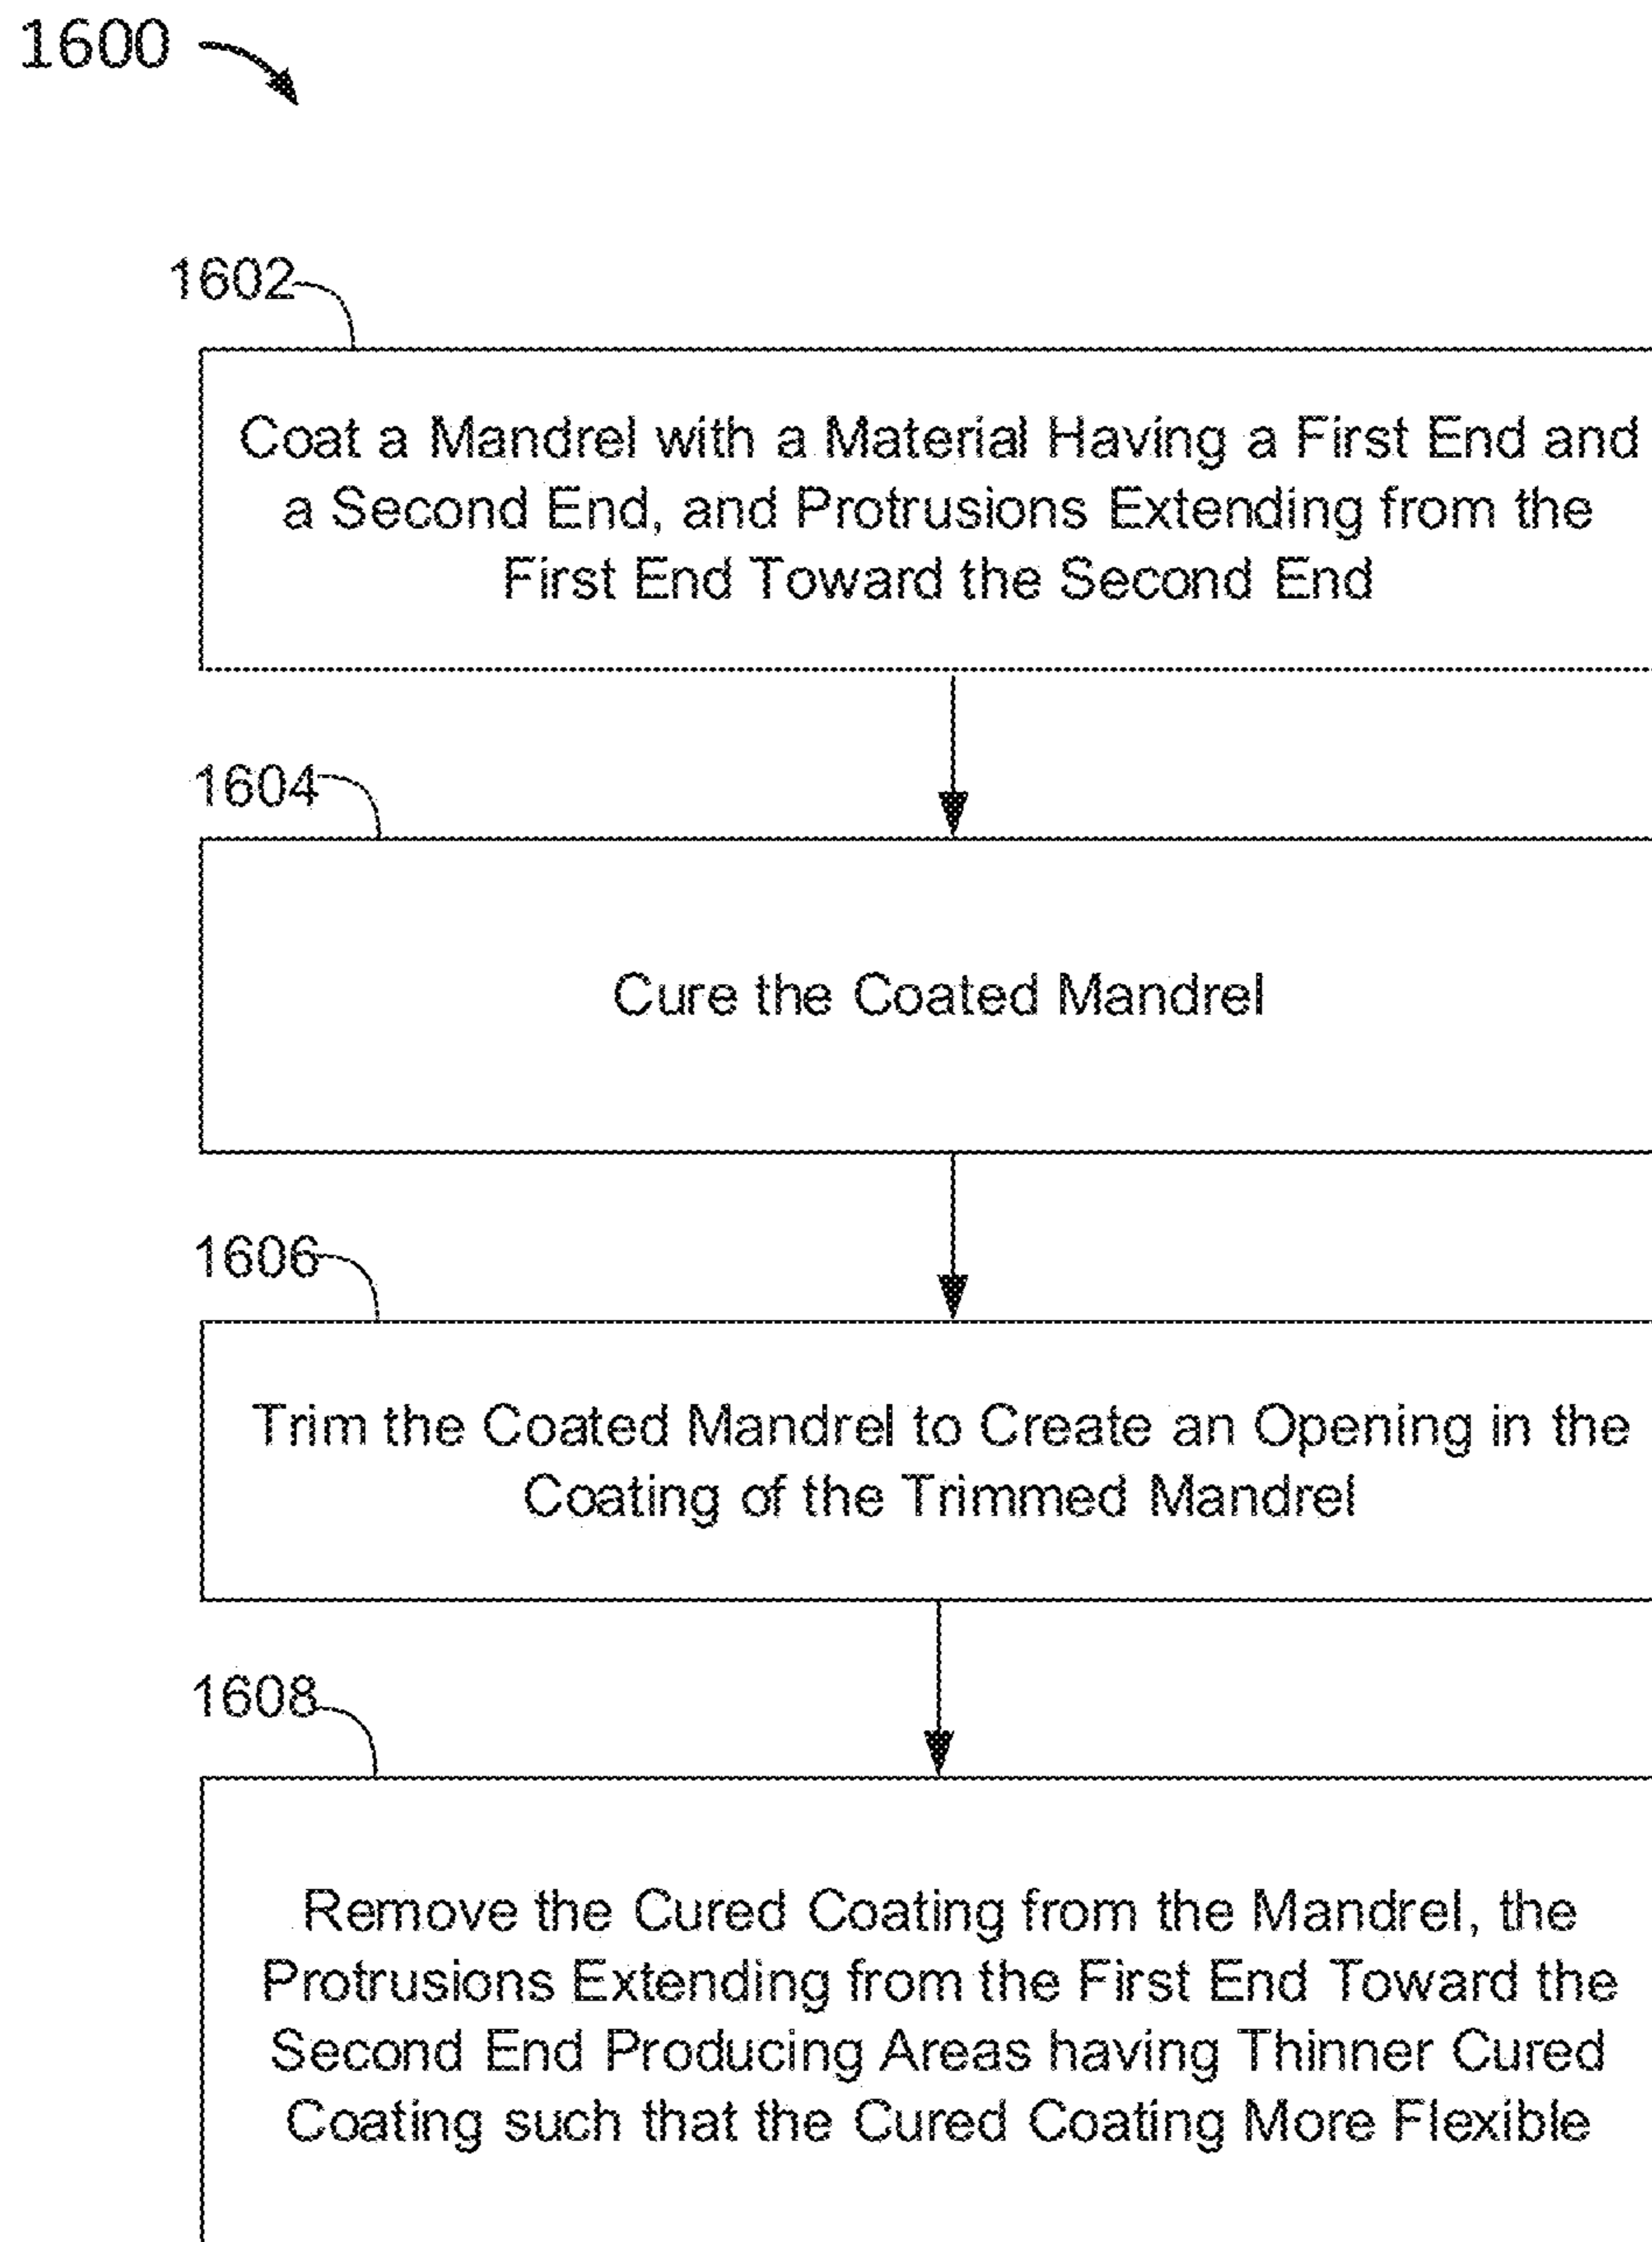 1600
1602
Coat a Mandrel with a Material Having a First End and
a Second End, and Protrusions Extending from the
First End Toward the Second End
1604
Cure the Coated Mandrel
1606
Trim the Coated Mandrel to Create an Opening in the
Coating of the Trimmed Mandrel
1608
Remove the Cured Coating from the Mandrel, the
Protrusions Extending from the First End Toward the
Second End Producing Areas having Thinner Cured
Coating such that the Cured Coating More Flexible